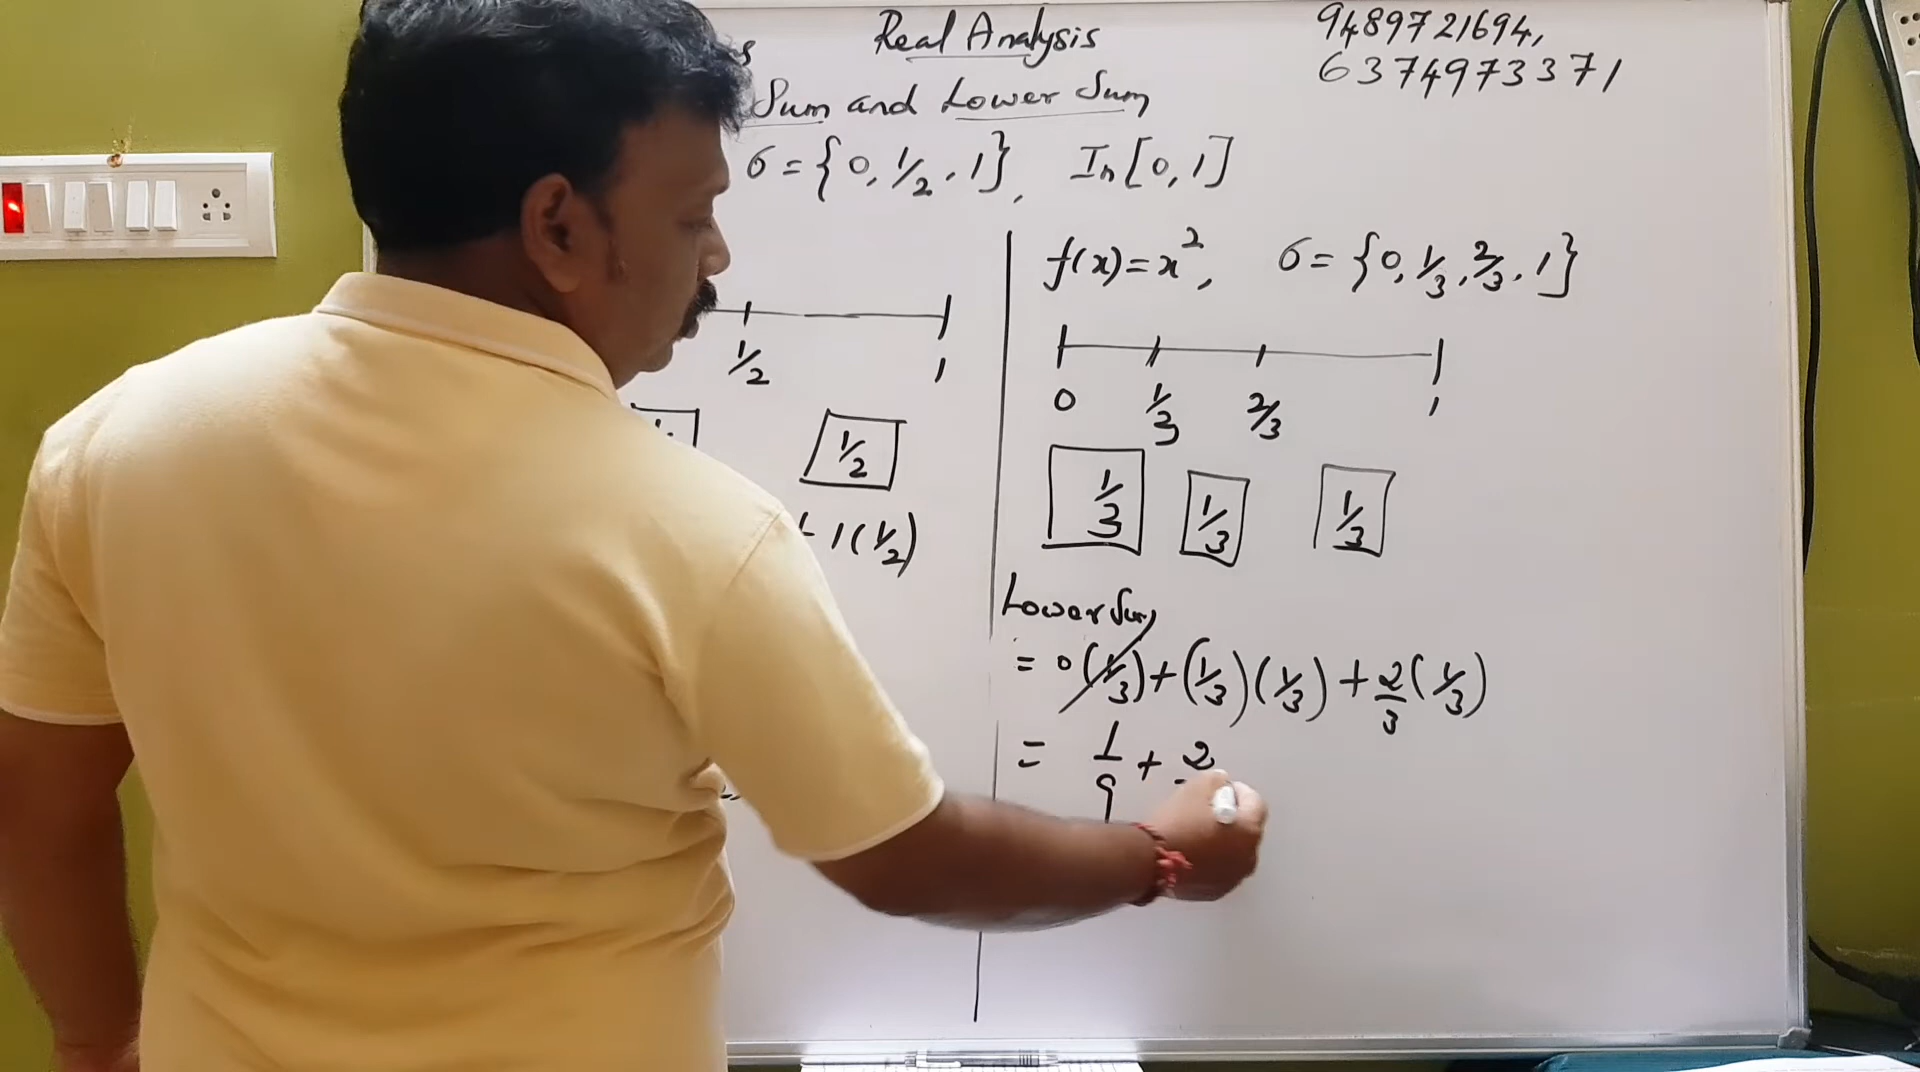 Real Analysis
9489721694,
6374973371
Sum and Lower Sum
σ = {0, 1/2, 1}, In [0, 1]
1/2 1
1/2
1(1/2)
f(x) = x², σ = {0, 1/3, 2/3, 1}
0 1/3 2/3 1
1/3 1/3 1/3
Lower Sum
= 0(1/3) + (1/3)(1/3) + 2/3(1/3)
= 1/9 + 2